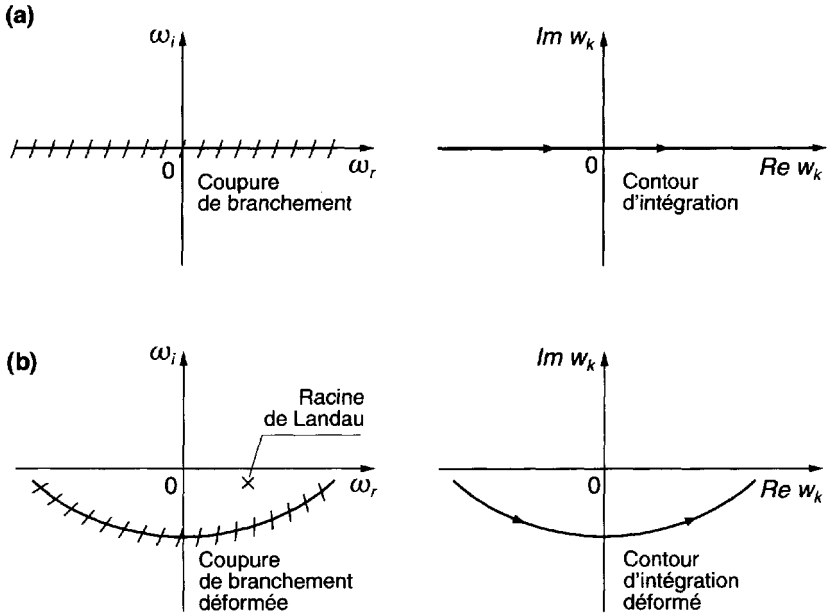 (a)
ω_i
0
ω_r
Coupure
de branchement
Im w_k
0
Re w_k
Contour
d'intégration
(b)
ω_i
Racine
de Landau
0
ω_r
Coupure
de branchement
déformée
Im w_k
0
Re w_k
Contour
d'intégration
déformé